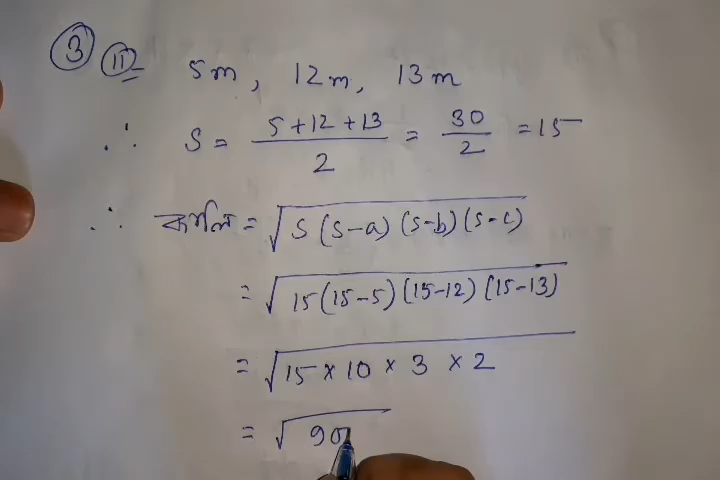 3 ii 5m, 12m, 13m
∴ S = (5+12+13)/2 = 30/2 = 15
∴ কালি = √S(S-a)(S-b)(S-c)
= √15(15-5)(15-12)(15-13)
= √15 × 10 × 3 × 2
= √90